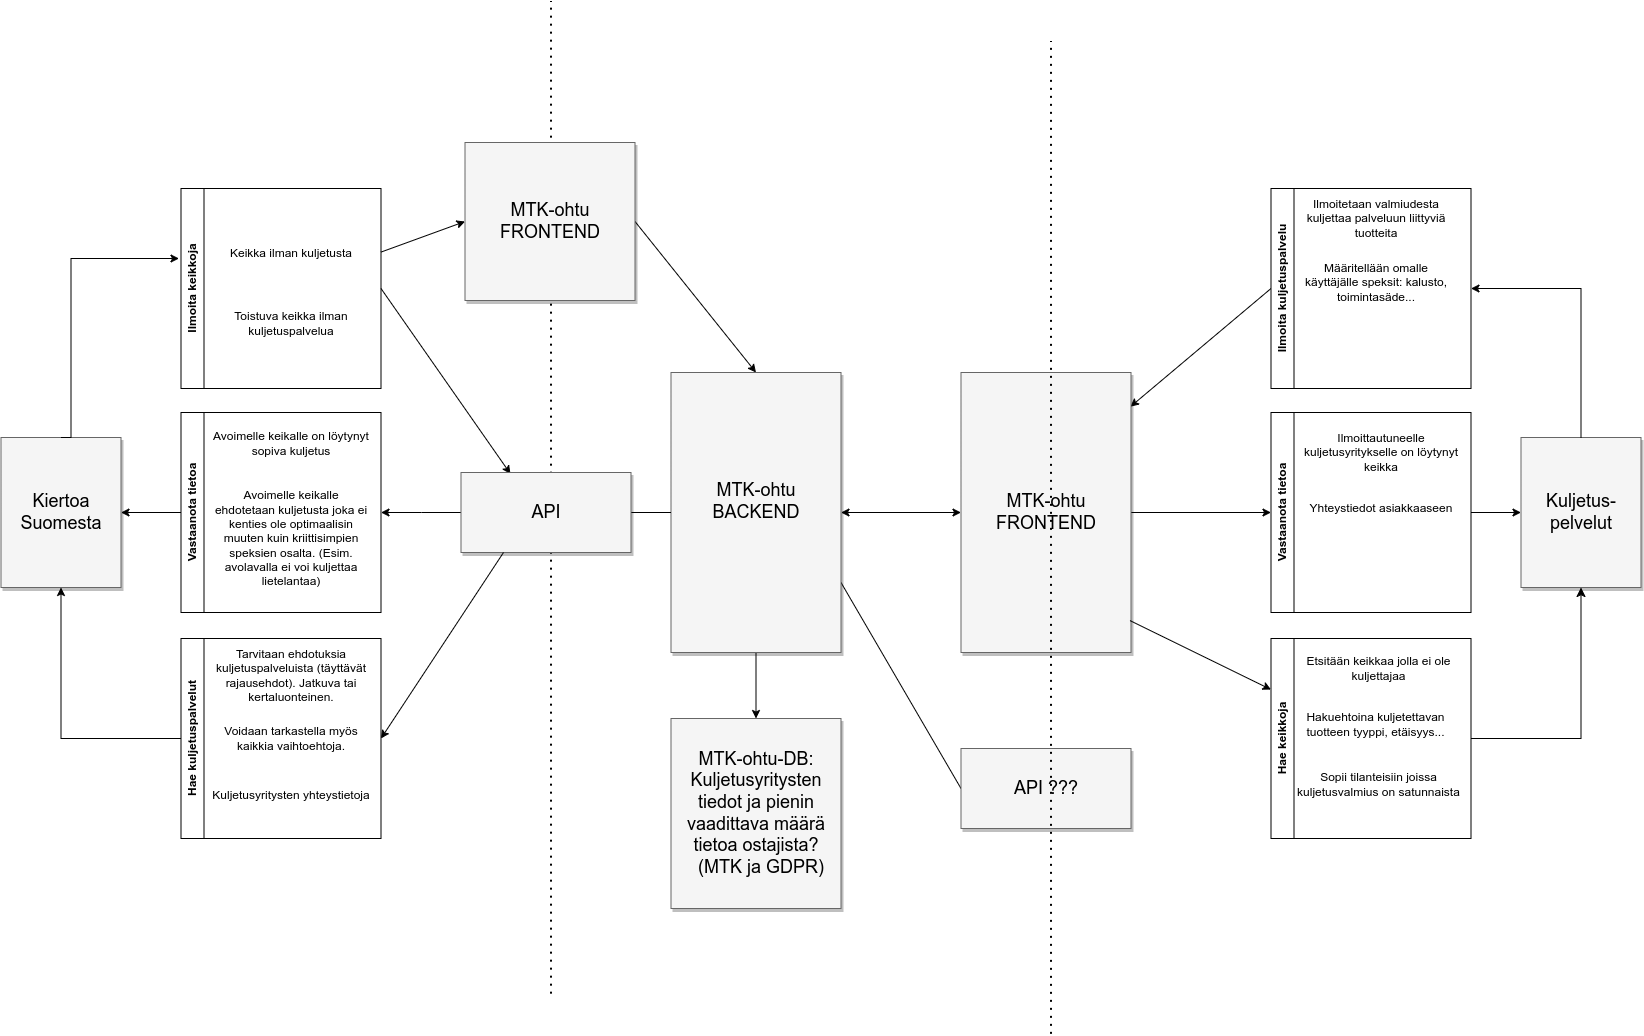 MTK-ohtu
FRONTEND
Ilmoita keikkoja
Keikka ilman kuljetusta
Toistuva keikka ilman
kuljetuspalvelua
Kiertoa
Suomesta
Vastaanota tietoa
Avoimelle keikalle on löytynyt
sopiva kuljetus
Avoimelle keikalle
ehdotetaan kuljetusta joka ei
kenties ole optimaalisin
muuten kuin kriittisimpien
speksien osalta. (Esim.
avolavalla ei voi kuljettaa
lietelantaa)
Hae kuljetuspalvelut
Tarvitaan ehdotuksia
kuljetuspalveluista (täyttävät
rajausehdot). Jatkuva tai
kertaluonteinen.
Voidaan tarkastella myös
kaikkia vaihtoehtoja.
Kuljetusyritysten yhteystietoja
API
MTK-ohtu
BACKEND
MTK-ohtu-DB:
Kuljetusyritysten
tiedot ja pienin
vaadittava määrä
tietoa ostajista?
(MTK ja GDPR)
MTK-ohtu
FRONTEND
API ???
Ilmoita kuljetuspalvelu
Ilmoitetaan valmiudesta
kuljettaa palveluun liittyviä
tuotteita
Määritellään omalle
käyttäjälle speksit: kalusto,
toimintasäde...
Vastaanota tietoa
Ilmoittautuneelle
kuljetusyritykselle on löytynyt
keikka
Yhteystiedot asiakkaaseen
Hae keikkoja
Etsitään keikkaa jolla ei ole
kuljettajaa
Hakuehtoina kuljetettavan
tuotteen tyyppi, etäisyys...
Sopii tilanteisiin joissa
kuljetusvalmius on satunnaista
Kuljetus-
pelvelut